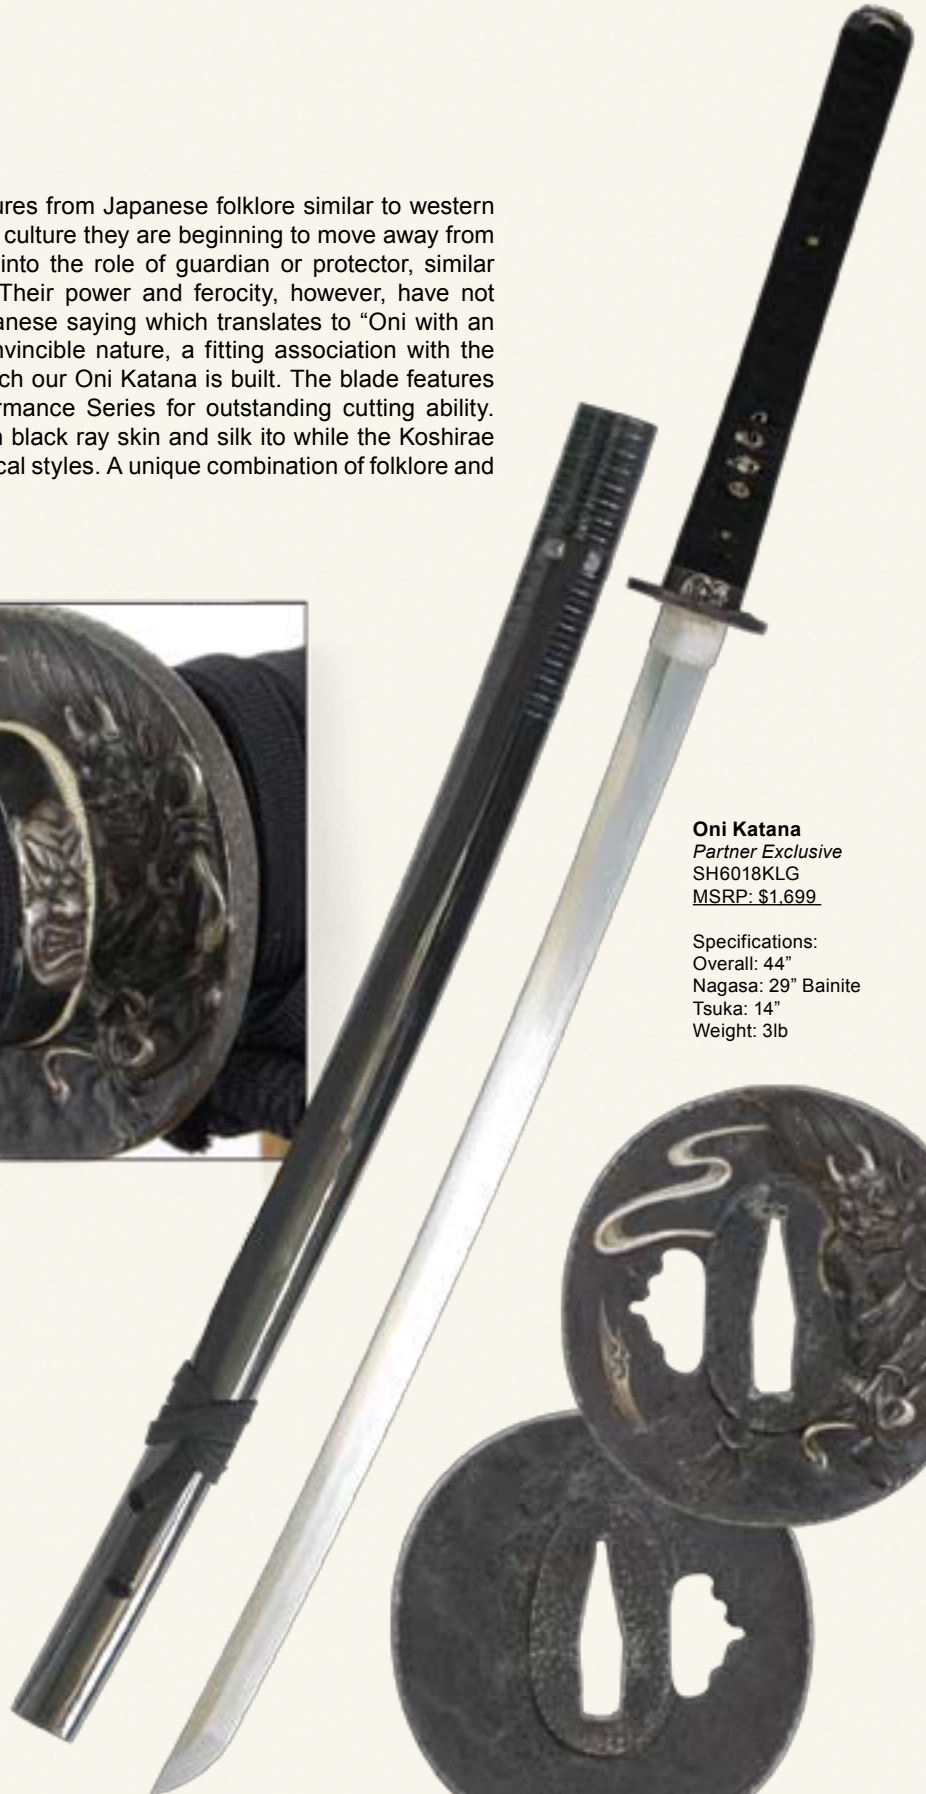 ures from Japanese folklore similar to western
culture they are beginning to move away from
into the role of guardian or protector, similar
Their power and ferocity, however, have not
anese saying which translates to “Oni with an
nvincible nature, a fitting association with the
ch our Oni Katana is built. The blade features
rmance Series for outstanding cutting ability.
black ray skin and silk ito while the Koshirae
cal styles. A unique combination of folklore and
Oni Katana
Partner Exclusive
SH6018KLG
MSRP: $1,699
Specifications:
Overall: 44”
Nagasa: 29” Bainite
Tsuka: 14”
Weight: 3lb